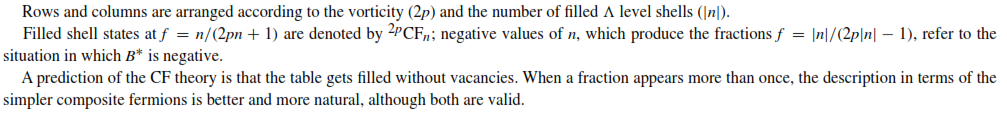 Rows and columns are arranged according to the vorticity (2p) and the number of filled Λ level shells (|n|).
Filled shell states at f = n/(2pn + 1) are denoted by ²ᵖCFₙ; negative values of n, which produce the fractions f = |n|/(2p|n| − 1), refer to the
situation in which B* is negative.
A prediction of the CF theory is that the table gets filled without vacancies. When a fraction appears more than once, the description in terms of the
simpler composite fermions is better and more natural, although both are valid.